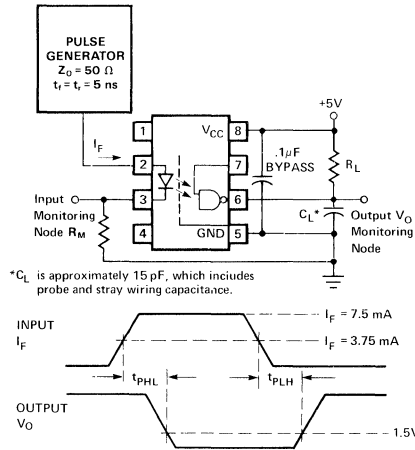 PULSE
GENERATOR
Z_O = 50 Ω
t_f = t_r = 5 ns
+5V
1
V_CC
8
I_F
.1μF
BYPASS
R_L
2
7
Input
Monitoring
Node R_M
3
6
C_L*
Output V_O
Monitoring
Node
4
GND
5
*C_L is approximately 15 pF, which includes
probe and stray wiring capacitance.
INPUT
I_F
I_F = 7.5 mA
I_F = 3.75 mA
t_PHL
t_PLH
OUTPUT
V_O
1.5V